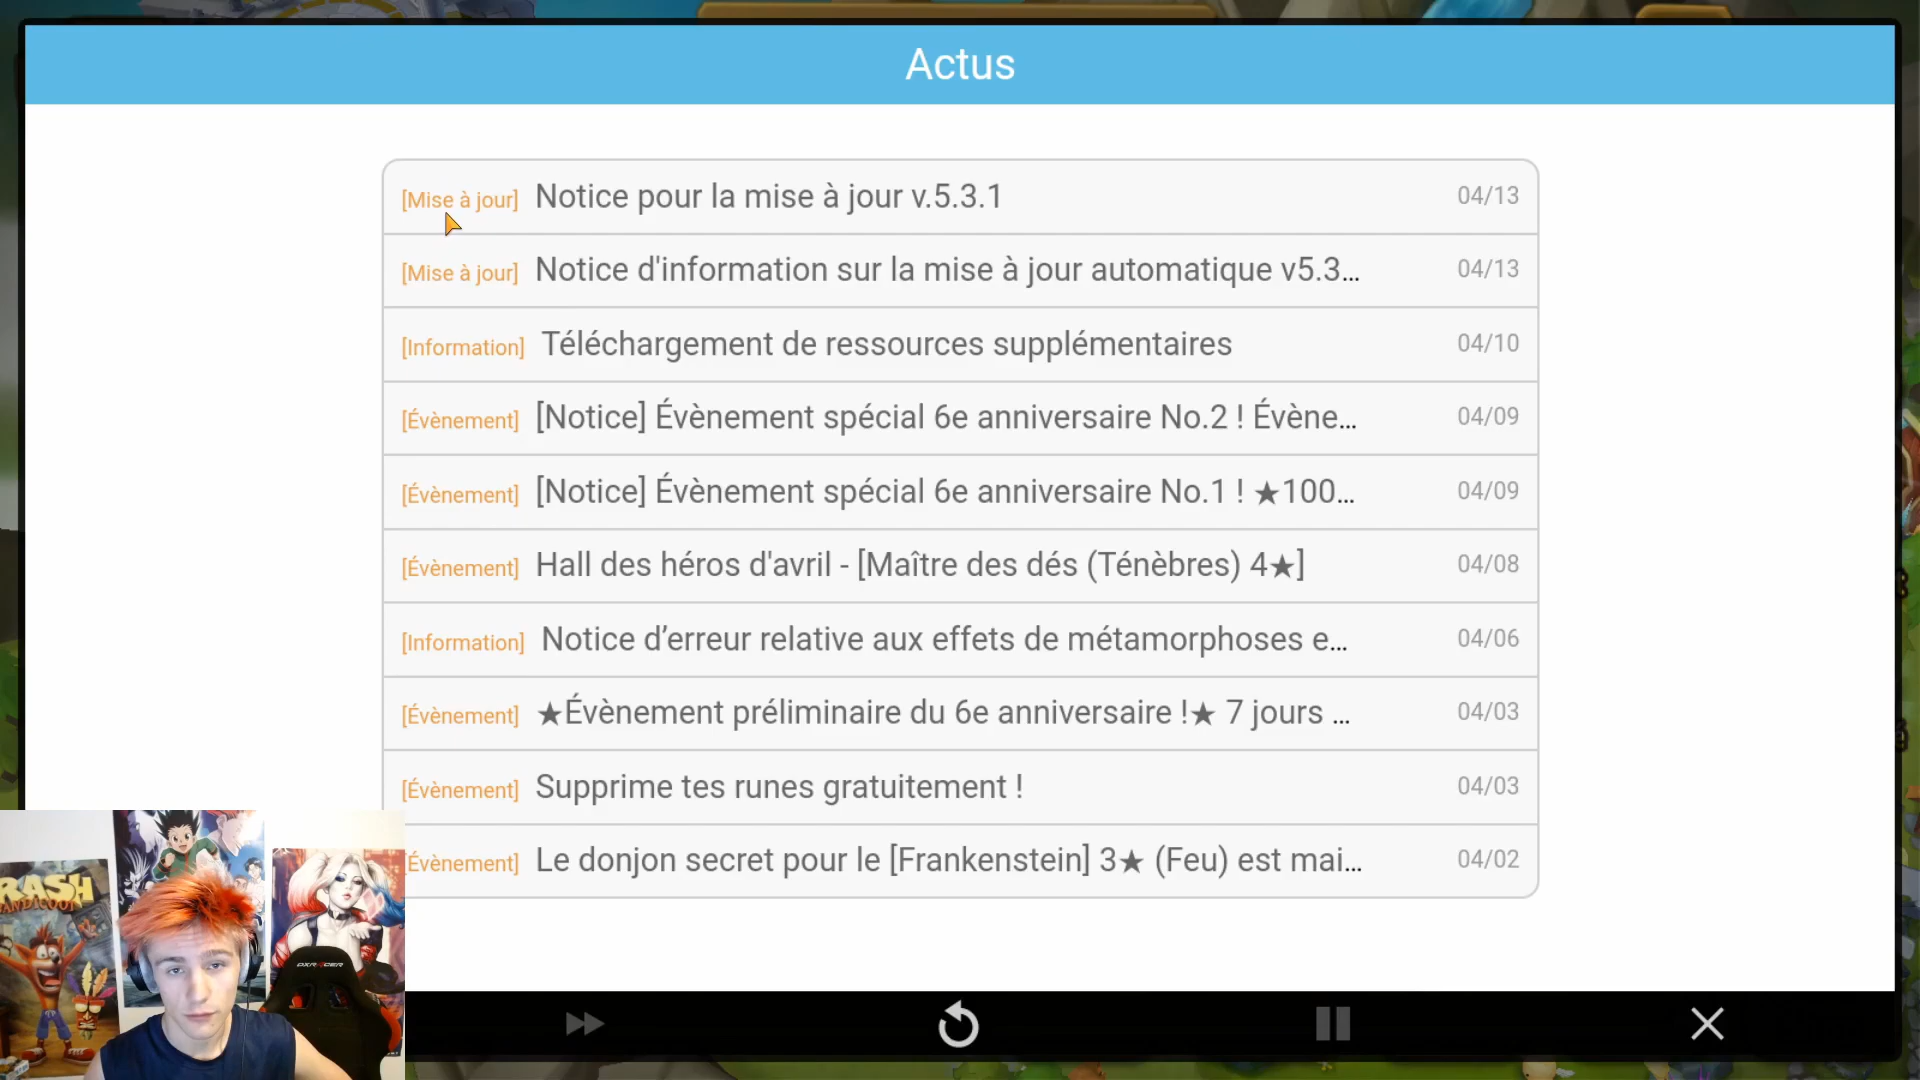 Actus
[Mise à jour] Notice pour la mise à jour v.5.3.1 04/13
[Mise à jour] Notice d'information sur la mise à jour automatique v5.3... 04/13
[Information] Téléchargement de ressources supplémentaires 04/10
[Évènement] [Notice] Évènement spécial 6e anniversaire No.2 ! Évène... 04/09
[Évènement] [Notice] Évènement spécial 6e anniversaire No.1 ! ★100... 04/09
[Évènement] Hall des héros d'avril - [Maître des dés (Ténèbres) 4★] 04/08
[Information] Notice d’erreur relative aux effets de métamorphoses e... 04/06
[Évènement] ★Évènement préliminaire du 6e anniversaire !★ 7 jours ... 04/03
[Évènement] Supprime tes runes gratuitement ! 04/03
Évènement] Le donjon secret pour le [Frankenstein] 3★ (Feu) est mai... 04/02
RASH
DXRACER